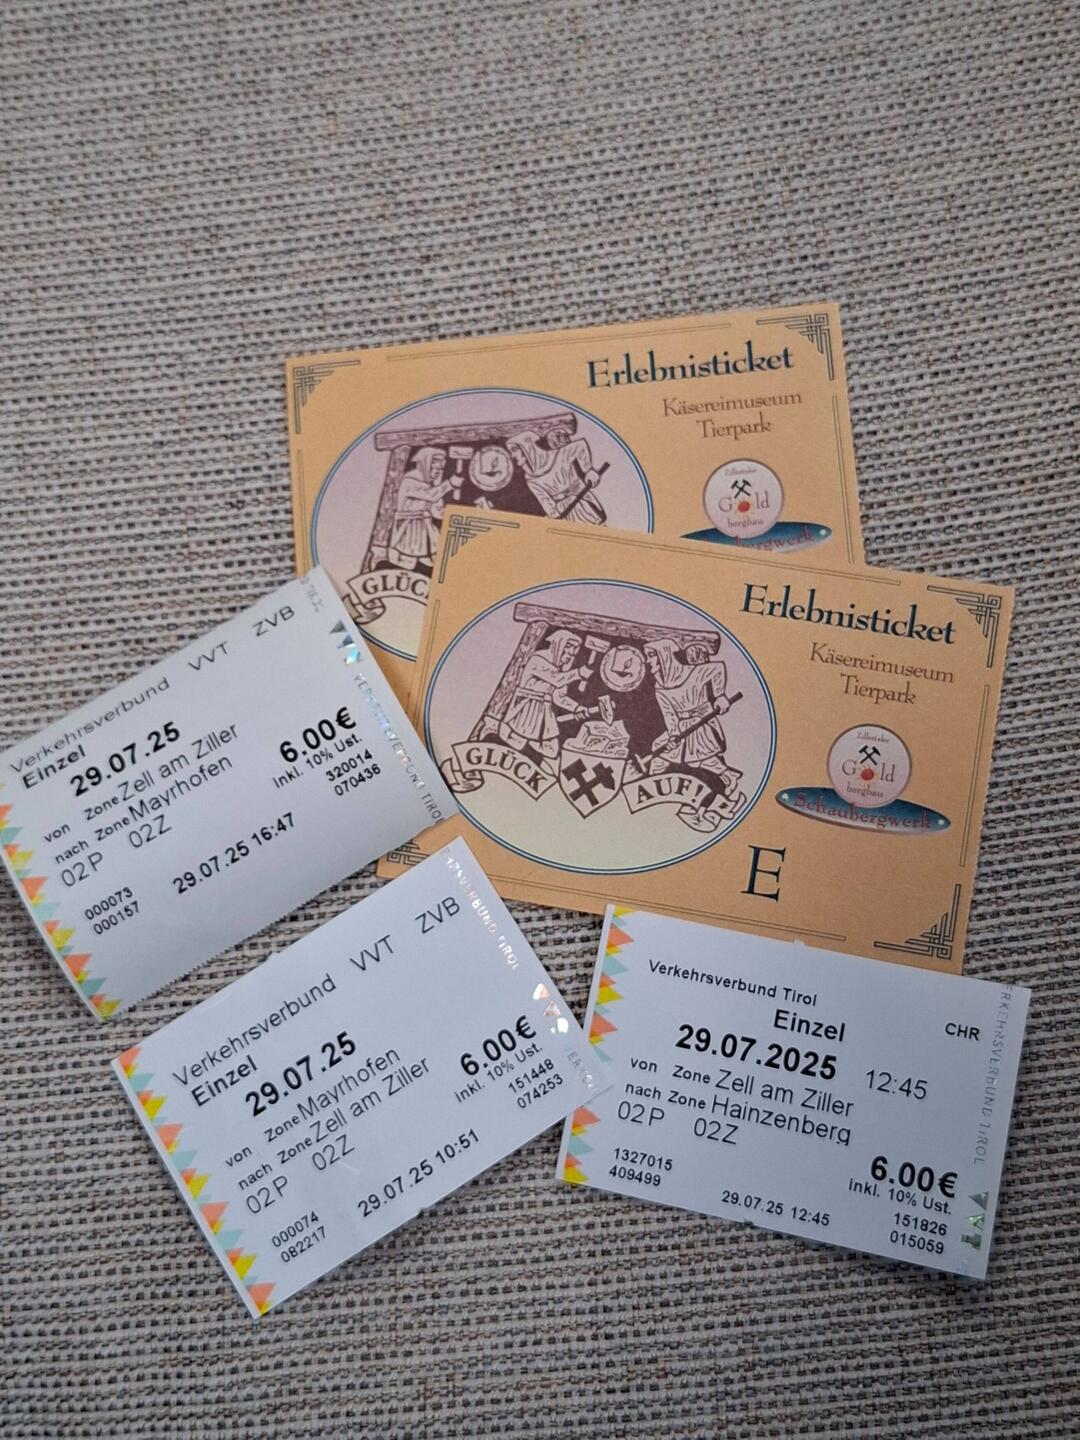 Erlebnisticket
Käsereimuseum
Tierpark
Zillertaler
Gold
bergbau
GLÜC
Erlebnisticket
Käsereimuseum
Tierpark
Zillertaler
Gold
bergbau
Schaubergwerk
GLÜCK AUF!
E
Verkehrsverbund VVT ZVB
Einzel
29.07.25
von Zone Zell am Ziller 6.00€
nach Zone Mayrhofen inkl. 10% Ust.
02P 02Z 320014
070436
000073 29.07.25 16:47
000157
VERKEHRSVERBUND TIROL
Verkehrsverbund VVT ZVB
Einzel
29.07.25
von Zone Mayrhofen 6.00€
nach Zone Zell am Ziller inkl. 10% Ust.
02P 02Z 151448
074253
000074 29.07.25 10:51
082217
VERBUND TIROL
Verkehrsverbund Tirol
Einzel CHR
29.07.2025 12:45
von Zone Zell am Ziller
nach Zone Hainzenberg
02P 02Z
6.00€
1327015 inkl. 10% Ust.
409499 29.07.25 12:45 151826
015059
ERKEHRSVERBUND TIROL